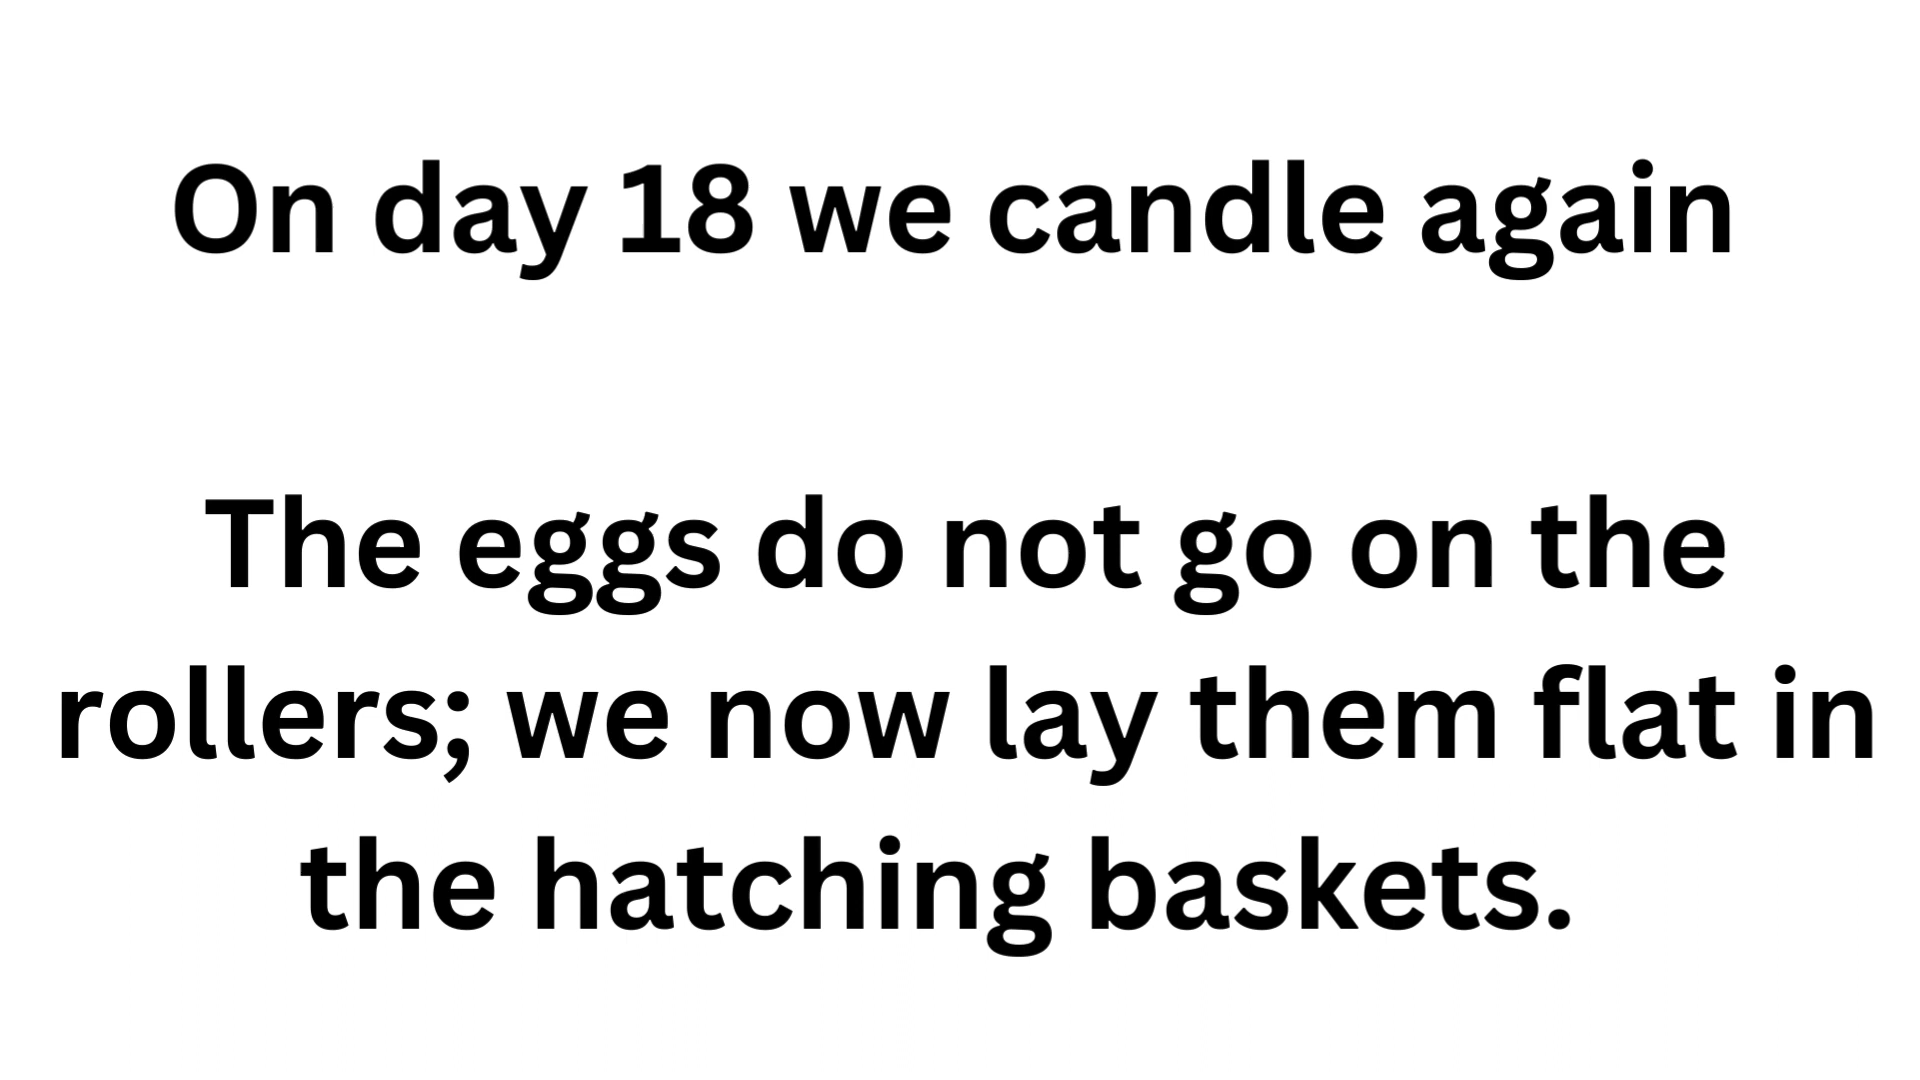 On day 18 we candle again
The eggs do not go on the
rollers; we now lay them flat in
the hatching baskets.